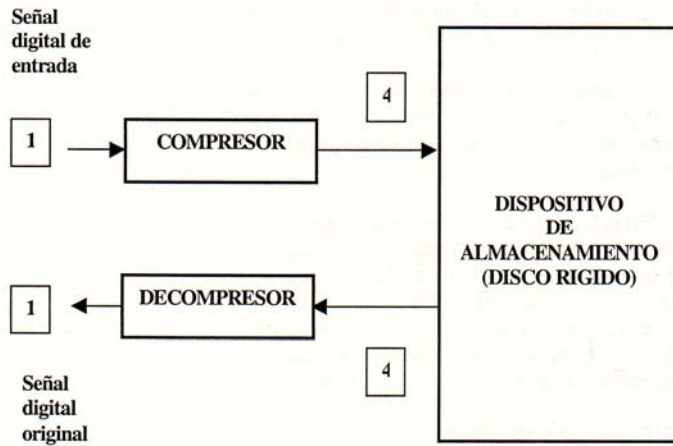 Señal
digital de
entrada
4
1
COMPRESOR
DISPOSITIVO
DE
ALMACENAMIENTO
(DISCO RIGIDO)
1
DECOMPRESOR
4
Señal
digital
original